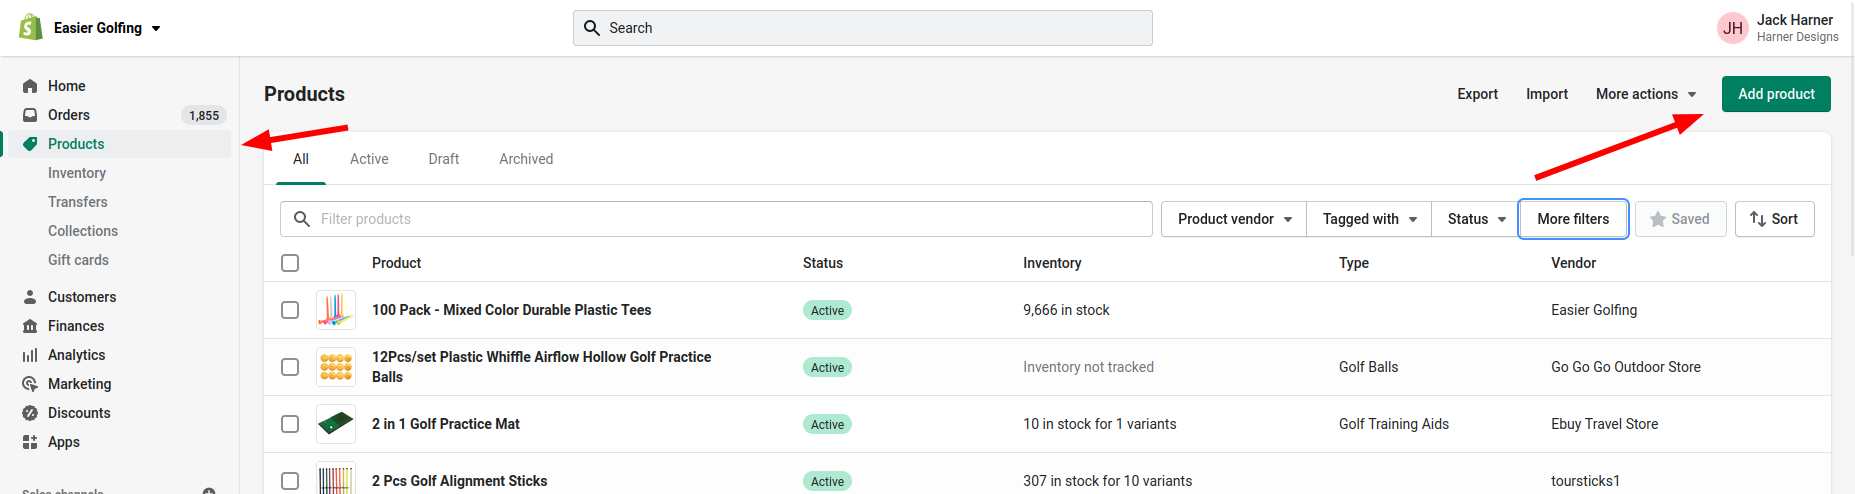 Easier Golfing
Search
JH
Jack Harner
Harner Designs
Home
Orders 1,855
Products
Inventory
Transfers
Collections
Gift cards
Customers
Finances
Analytics
Marketing
Discounts
Apps
Sales channels
Products
Export Import More actions Add product
All Active Draft Archived
Filter products Product vendor Tagged with Status More filters Saved Sort
Product Status Inventory Type Vendor
100 Pack - Mixed Color Durable Plastic Tees Active 9,666 in stock Easier Golfing
12Pcs/set Plastic Whiffle Airflow Hollow Golf Practice
Balls Active Inventory not tracked Golf Balls Go Go Go Outdoor Store
2 in 1 Golf Practice Mat Active 10 in stock for 1 variants Golf Training Aids Ebuy Travel Store
2 Pcs Golf Alignment Sticks Active 307 in stock for 10 variants toursticks1